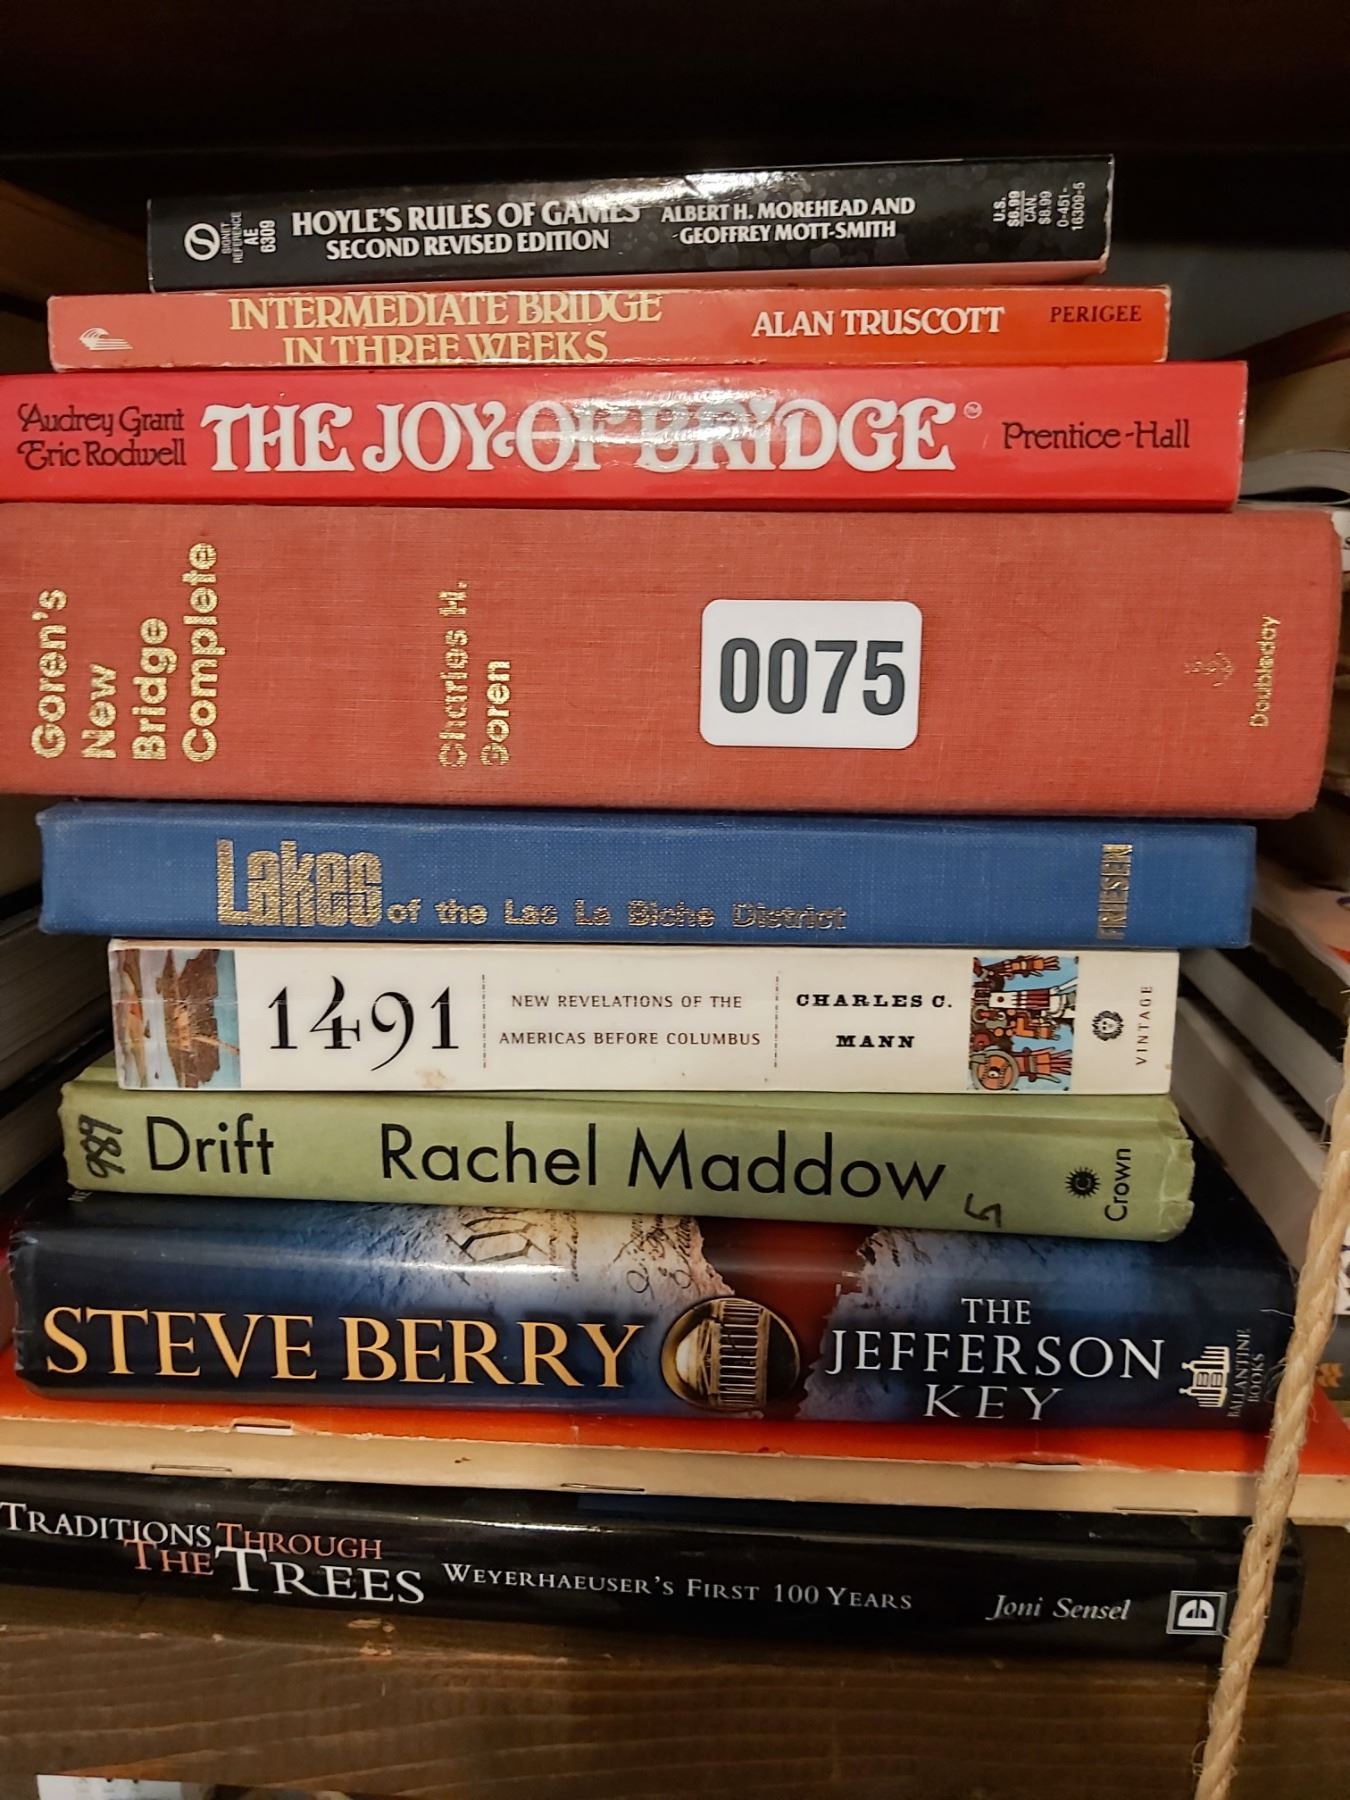 SIGNET
REFERENCE
AE
6309
HOYLE'S RULES OF GAMES
SECOND REVISED EDITION
ALBERT H. MOREHEAD AND
GEOFFREY MOTT-SMITH
U.S.
$6.99
CAN.
$8.99
0-451-
16309-5
INTERMEDIATE BRIDGE
IN THREE WEEKS
ALAN TRUSCOTT
PERIGEE
Audrey Grant
Eric Rodwell
THE JOY OF BRIDGE™
Prentice-Hall
Goren's
New
Bridge
Complete
Charles H.
Goren
0075
Doubleday
Lakes of the Lac La Biche District
FRIESEN
1491
NEW REVELATIONS OF THE
AMERICAS BEFORE COLUMBUS
CHARLES C.
MANN
VINTAGE
989
Drift
Rachel Maddow
5
Crown
STEVE BERRY
THE
JEFFERSON
KEY
BALLANTINE
BOOKS
TRADITIONS THROUGH
THE TREES
WEYERHAEUSER'S FIRST 100 YEARS
Joni Sensel